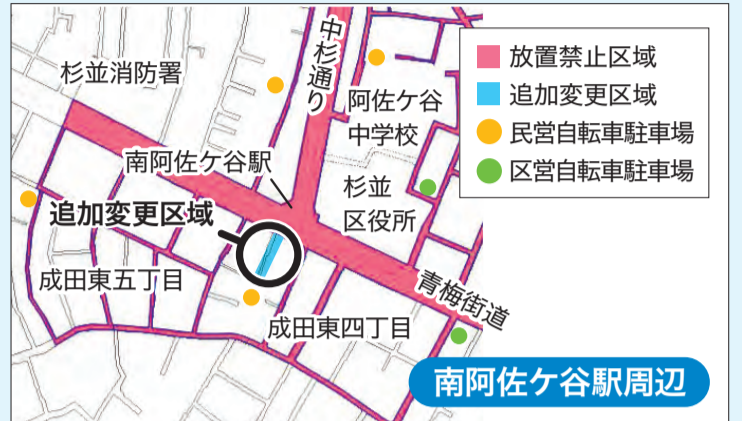 杉並消防署
中杉通り
阿佐ケ谷
中学校
南阿佐ケ谷駅
杉並
区役所
追加変更区域
成田東五丁目
成田東四丁目
青梅街道
放置禁止区域
追加変更区域
民営自転車駐車場
区営自転車駐車場
南阿佐ケ谷駅周辺